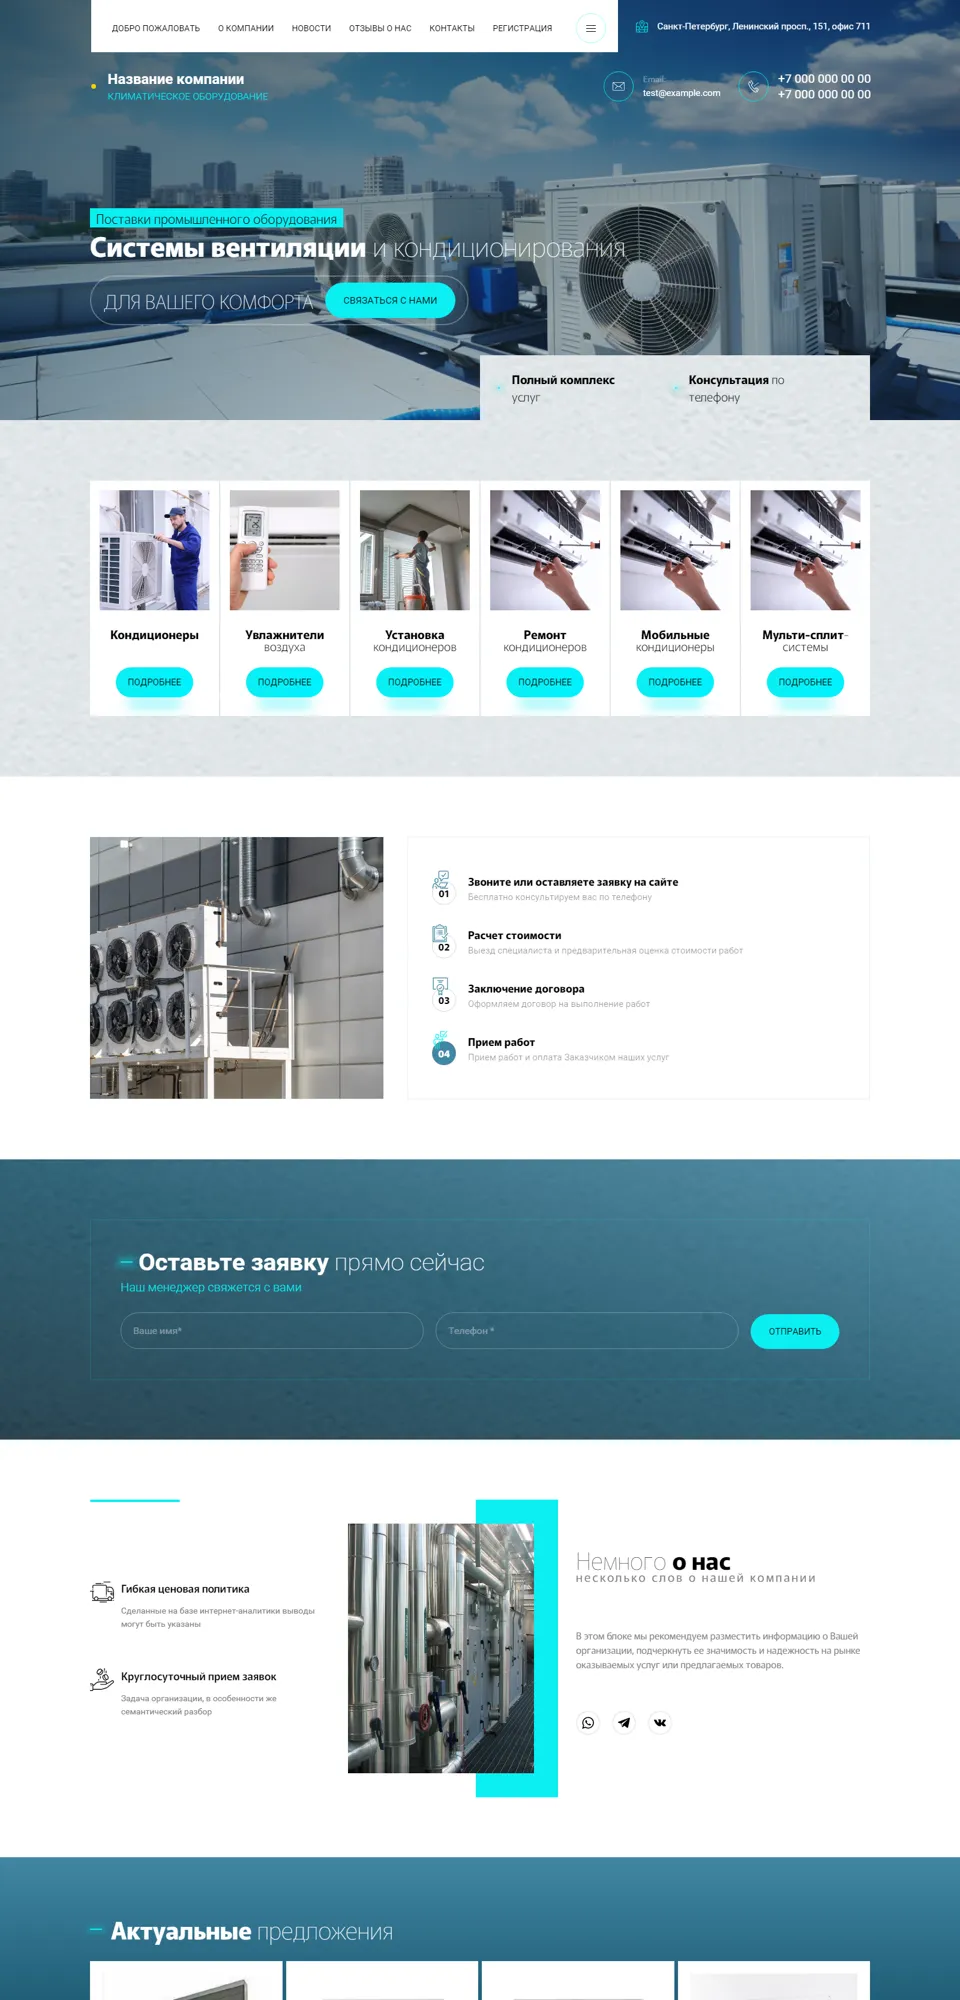 ДОБРО ПОЖАЛОВАТЬ О КОМПАНИИ НОВОСТИ ОТЗЫВЫ О НАС КОНТАКТЫ РЕГИСТРАЦИЯ
Санкт-Петербург, Ленинский просп., 151, офис 711
Название компании
КЛИМАТИЧЕСКОЕ ОБОРУДОВАНИЕ
Email:
test@example.com
+7 000 000 00 00
+7 000 000 00 00
Поставки промышленного оборудования
Системы вентиляции и кондиционирования
ДЛЯ ВАШЕГО КОМФОРТА
СВЯЗАТЬСЯ С НАМИ
Полный комплекс
услуг
Консультация по
телефону
Кондиционеры
ПОДРОБНЕЕ
Увлажнители
воздуха
ПОДРОБНЕЕ
Установка
кондиционеров
ПОДРОБНЕЕ
Ремонт
кондиционеров
ПОДРОБНЕЕ
Мобильные
кондиционеры
ПОДРОБНЕЕ
Мульти-сплит-
системы
ПОДРОБНЕЕ
01
Звоните или оставляете заявку на сайте
Бесплатно консультируем вас по телефону
02
Расчет стоимости
Выезд специалиста и предварительная оценка стоимости работ
03
Заключение договора
Оформляем договор на выполнение работ
04
Прием работ
Прием работ и оплата Заказчиком наших услуг
Оставьте заявку прямо сейчас
Наш менеджер свяжется с вами
Ваше имя*
Телефон *
ОТПРАВИТЬ
Гибкая ценовая политика
Сделанные на базе интернет-аналитики выводы
могут быть указаны
Круглосуточный прием заявок
Задача организации, в особенности же
семантический разбор
Немного о нас
несколько слов о нашей компании
В этом блоке мы рекомендуем разместить информацию о Вашей
организации, подчеркнуть ее значимость и надежность на рынке
оказываемых услуг или предлагаемых товаров.
Актуальные предложения